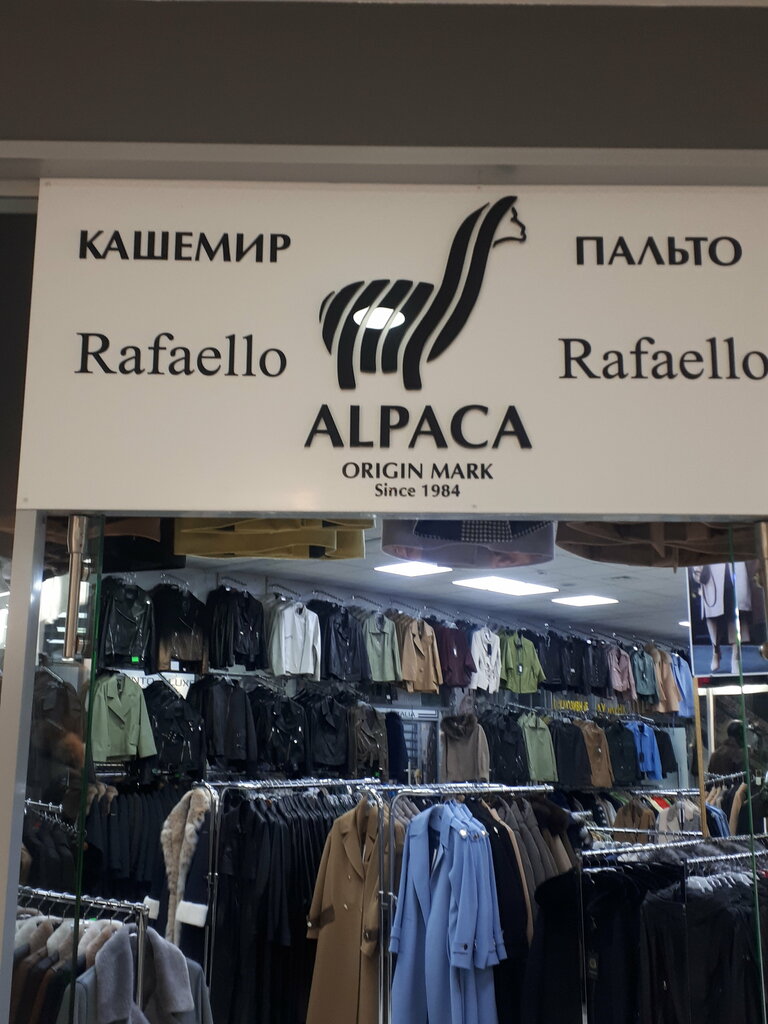 КАШЕМИР
ПАЛЬТО
Rafaello
Rafaello
ALPACA
ORIGIN MARK
Since 1984